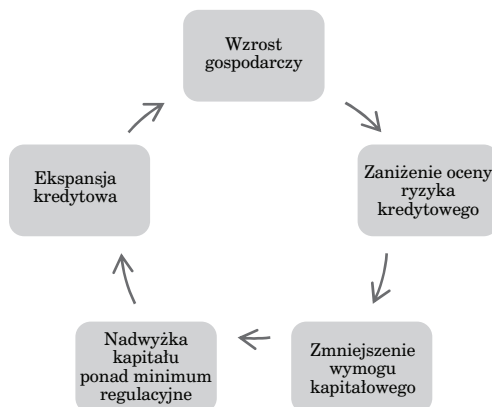 Wzrost
gospodarczy
Zaniżenie oceny
ryzyka
kredytowego
Zmniejszenie
wymogu
kapitałowego
Nadwyżka
kapitału
ponad minimum
regulacyjne
Ekspansja
kredytowa